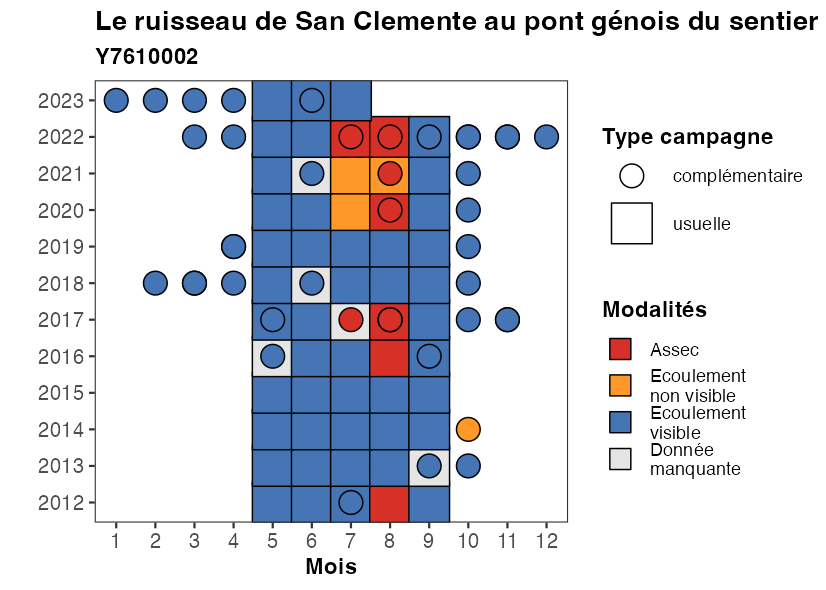 Le ruisseau de San Clemente au pont génois du sentier
Y7610002
2023
2022
2021
2020
2019
2018
2017
2016
2015
2014
2013
2012
1 2 3 4 5 6 7 8 9 10 11 12
Mois
Type campagne
complémentaire
usuelle
Modalités
Assec
Ecoulement
non visible
Ecoulement
visible
Donnée
manquante